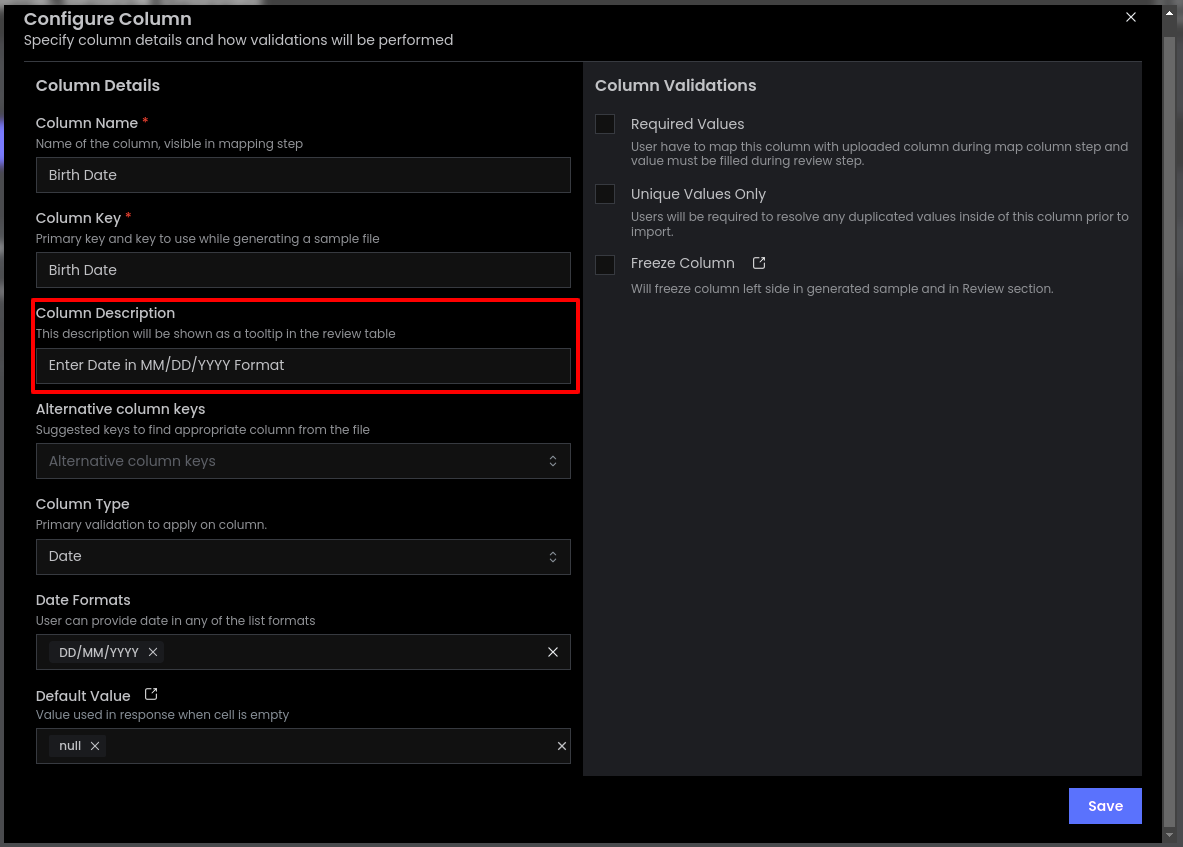 Configure Column
Specify column details and how validations will be performed
Column Details
Column Name *
Name of the column, visible in mapping step
Birth Date
Column Key *
Primary key and key to use while generating a sample file
Birth Date
Column Description
This description will be shown as a tooltip in the review table
Enter Date in MM/DD/YYYY Format
Alternative column keys
Suggested keys to find appropriate column from the file
Alternative column keys
Column Type
Primary validation to apply on column.
Date
Date Formats
User can provide date in any of the list formats
DD/MM/YYYY
Default Value
Value used in response when cell is empty
null
Column Validations
Required Values
User have to map this column with uploaded column during map column step and
value must be filled during review step.
Unique Values Only
Users will be required to resolve any duplicated values inside of this column prior to
import.
Freeze Column
Will freeze column left side in generated sample and in Review section.
Save